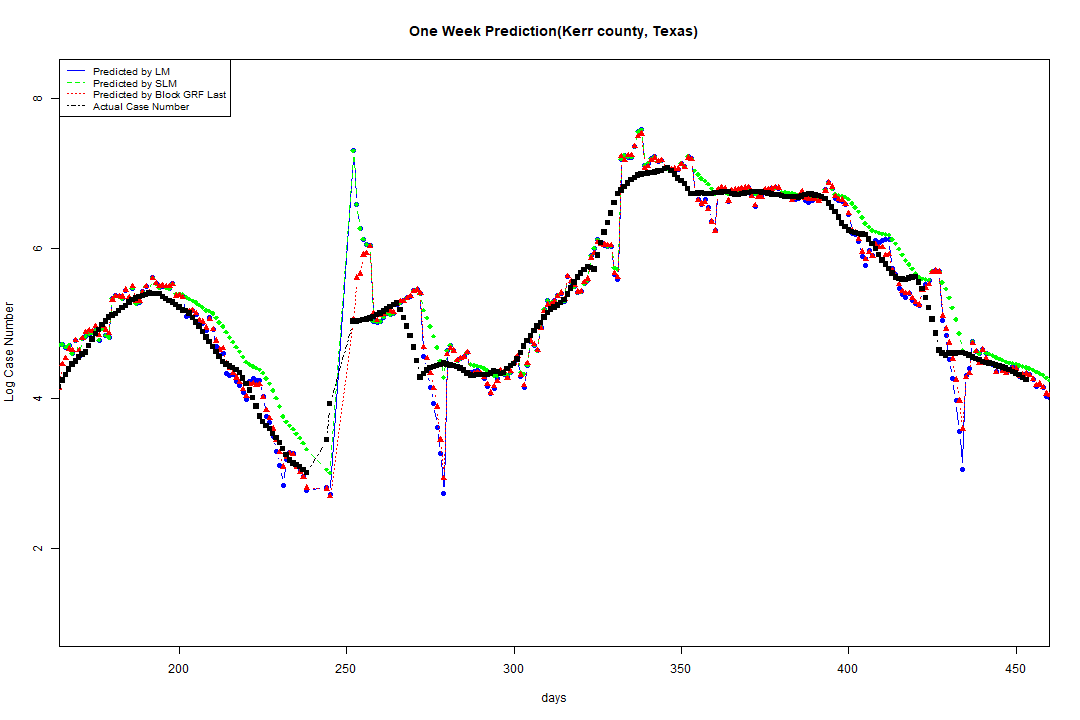 One Week Prediction(Kerr county, Texas)
Predicted by LM
Predicted by SLM
Predicted by Block GRF Last
Actual Case Number
Log Case Number
8
6
4
2
200 250 300 350 400 450
days